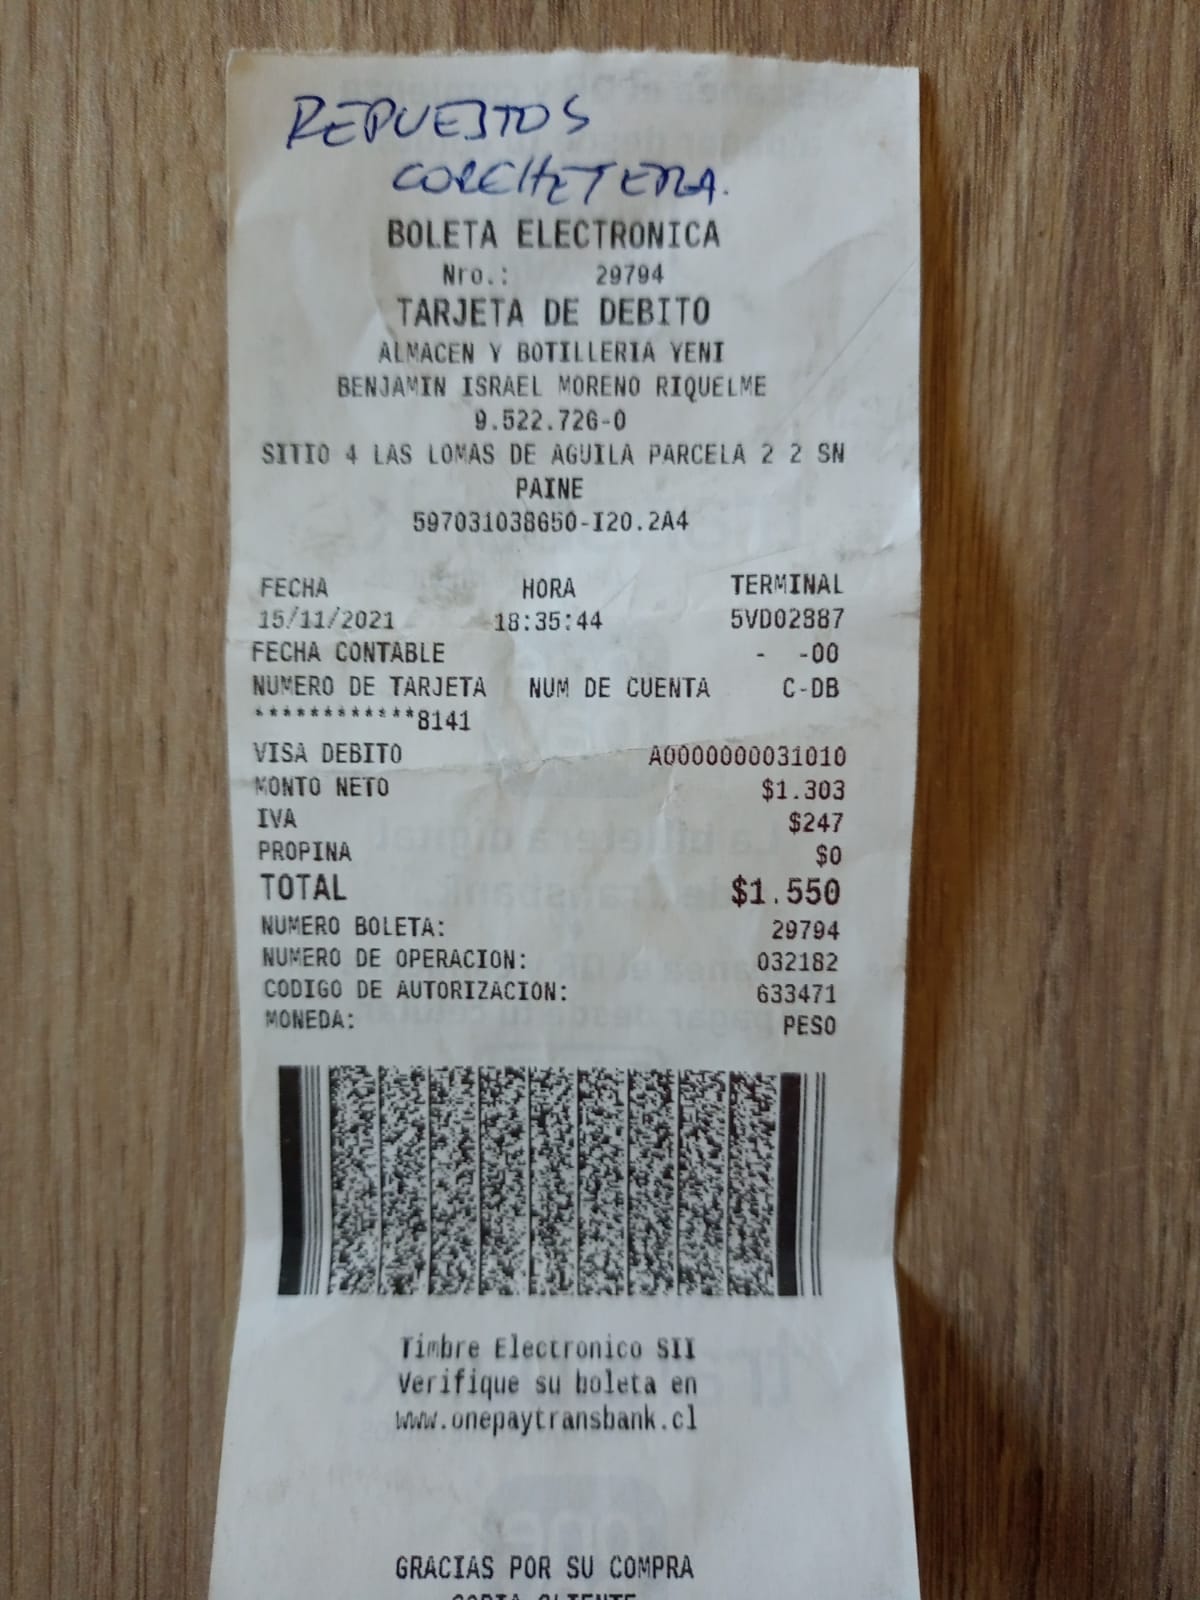 REPUESTOS
CORCHETERA.
BOLETA ELECTRONICA
Nro.: 29794
TARJETA DE DEBITO
ALMACEN Y BOTILLERIA YENI
BENJAMIN ISRAEL MORENO RIQUELME
9.522.726-0
SITIO 4 LAS LOMAS DE AGUILA PARCELA 2 2 SN
PAINE
597031038650-I20.2A4
FECHA HORA TERMINAL
15/11/2021 18:35:44 5VD02887
FECHA CONTABLE - -00
NUMERO DE TARJETA NUM DE CUENTA C-DB
************8141
VISA DEBITO A0000000031010
MONTO NETO $1.303
IVA $247
PROPINA $0
TOTAL $1.550
NUMERO BOLETA: 29794
NUMERO DE OPERACION: 032182
CODIGO DE AUTORIZACION: 633471
MONEDA: PESO
Timbre Electronico SII
Verifique su boleta en
www.onepaytransbank.cl
GRACIAS POR SU COMPRA
COPIA CLIENTE